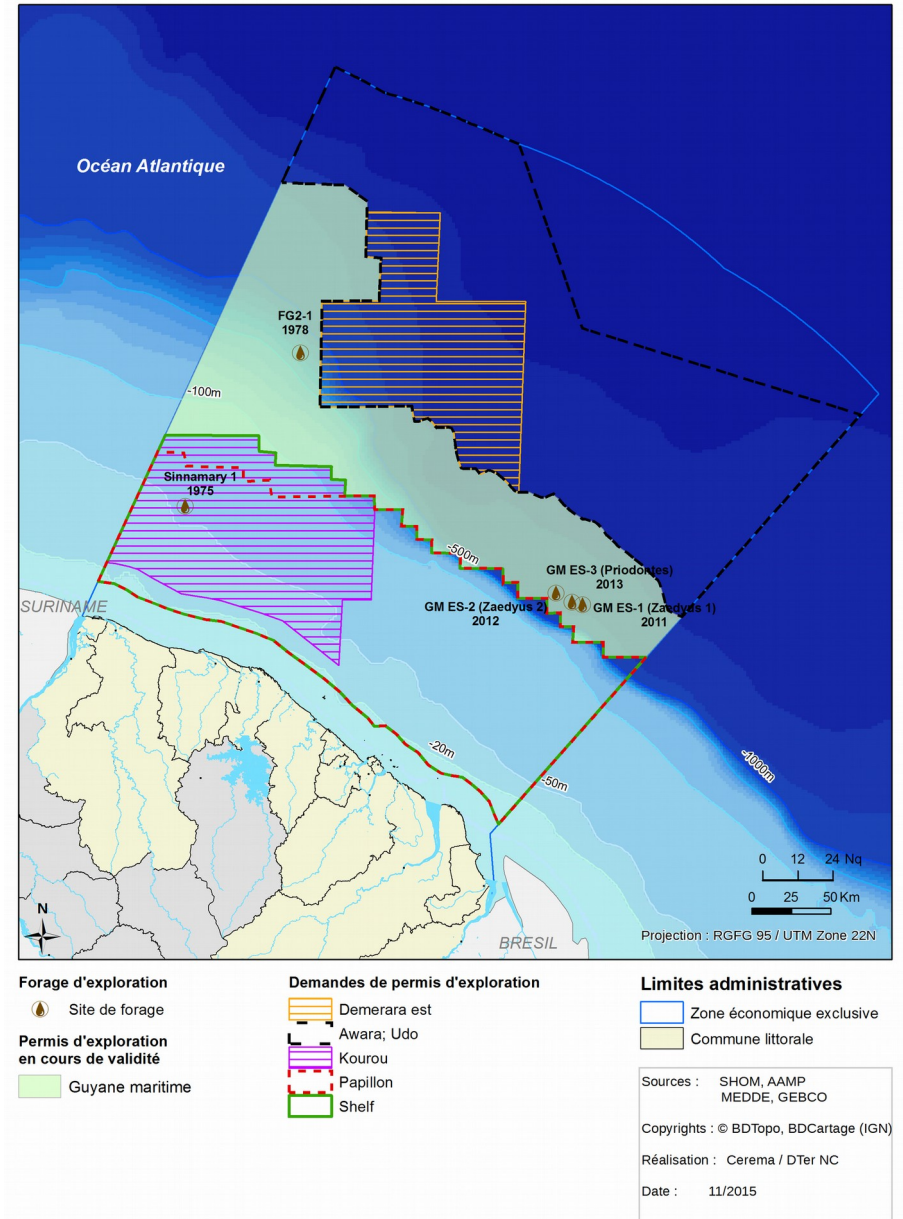 Océan Atlantique
FG2-1
1978
-100m
Sinnamary 1
1975
-500m
GM ES-3 (Priodontes)
2013
GM ES-2 (Zaedyus 2)
2012
GM ES-1 (Zaedyus 1)
2011
SURINAME
-20m
-50m
-1000m
0 12 24 Nq
0 25 50 Km
N
BRESIL
Projection : RGFG 95 / UTM Zone 22N
Forage d'exploration
Site de forage
Permis d'exploration
en cours de validité
Guyane maritime
Demandes de permis d'exploration
Demerara est
Awara; Udo
Kourou
Papillon
Shelf
Limites administratives
Zone économique exclusive
Commune littorale
Sources : SHOM, AAMP
MEDDE, GEBCO
Copyrights : © BDTopo, BDCartage (IGN)
Réalisation : Cerema / DTer NC
Date : 11/2015